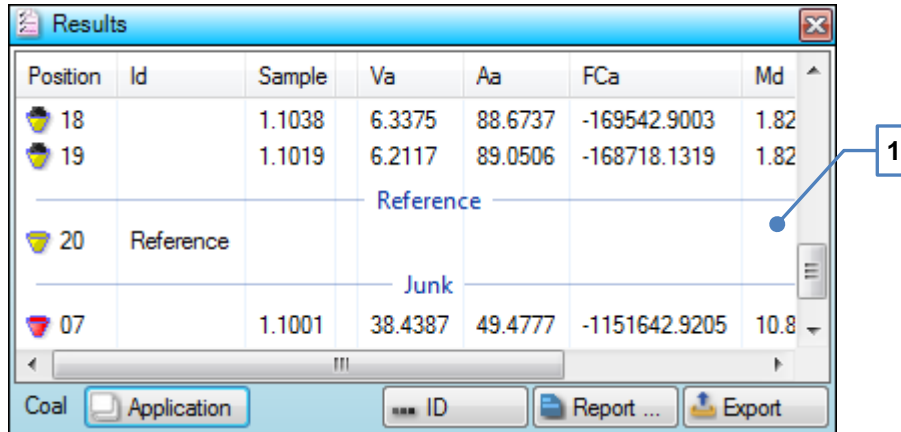 Results
Position Id Sample Va Aa FCa Md
18 1.1038 6.3375 88.6737 -169542.9003 1.82
19 1.1019 6.2117 89.0506 -168718.1319 1.82
1
Reference
20 Reference
Junk
07 1.1001 38.4387 49.4777 -1151642.9205 10.8
Coal Application ID Report ... Export